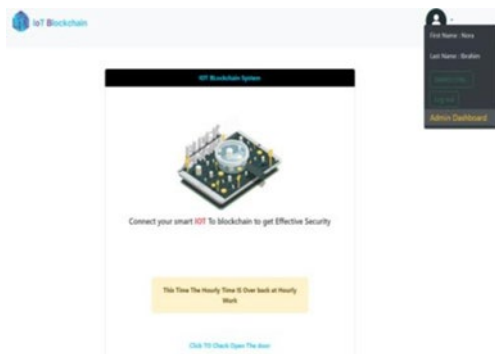 IoT Blockchain
First Name : Nora
Last Name : Ibrahim
Log out
Admin Dashboard
IOT Blockchain System
Connect your smart IOT To blockchain to get Effective Security
This Time The Hourly Time IS Over back at Hourly
Work
Click TO Check Open The door